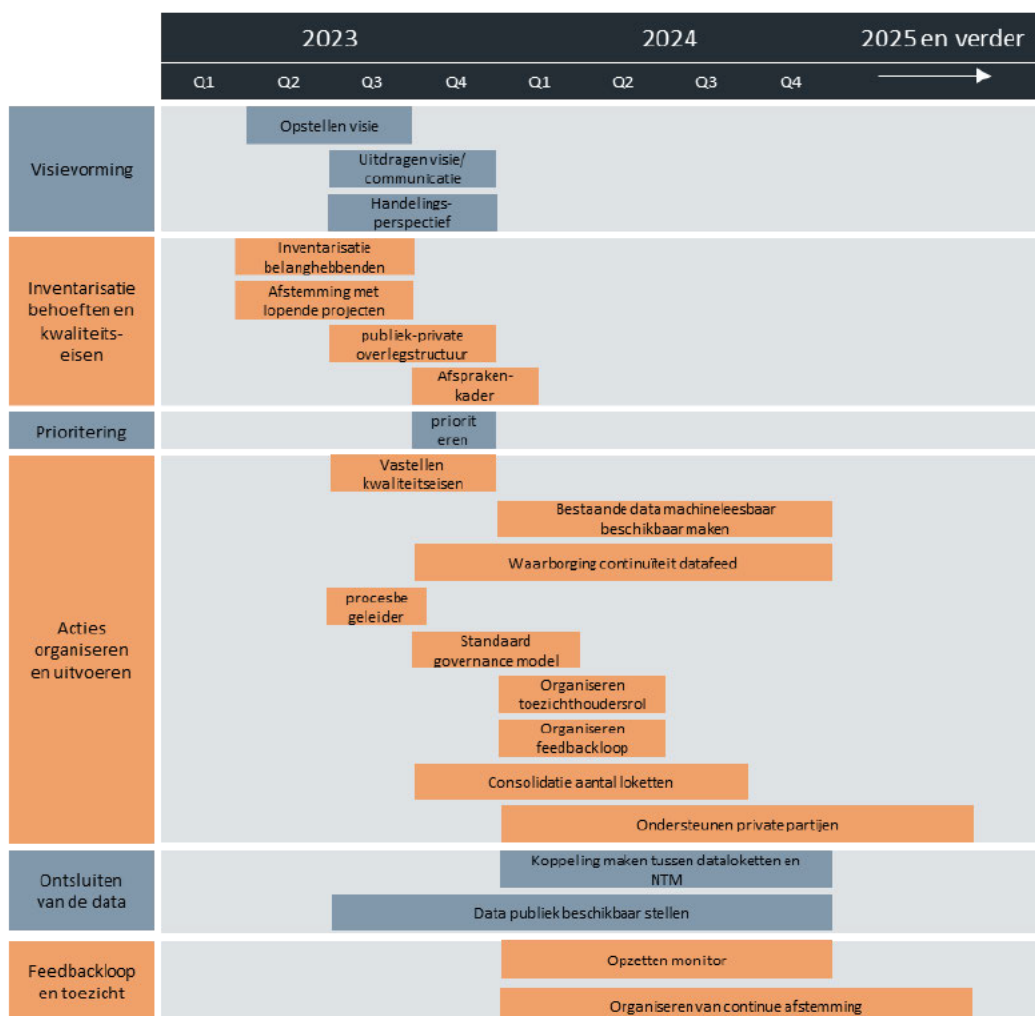 2023
2024
2025 en verder
Q1
Q2
Q3
Q4
Q1
Q2
Q3
Q4
Visievorming
Opstellen visie
Uitdragen visie/
communicatie
Handelings-
perspectief
Inventarisatie
behoeften en
kwaliteits-
eisen
Inventarisatie
belanghebbenden
Afstemming met
lopende projecten
publiek-private
overlegstructuur
Afspraken-
kader
Prioritering
priorit
eren
Acties
organiseren
en uitvoeren
Vastellen
kwaliteitseisen
Bestaande data machineleesbaar
beschikbaar maken
Waarborging continuïteit datafeed
procesbe
geleider
Standaard
governance model
Organiseren
toezichthoudersrol
Organiseren
feedbackloop
Consolidatie aantal loketten
Ondersteunen private partijen
Ontsluiten
van de data
Koppeling maken tussen dataloketten en
NTM
Data publiek beschikbaar stellen
Feedbackloop
en toezicht
Opzetten monitor
Organiseren van continue afstemming